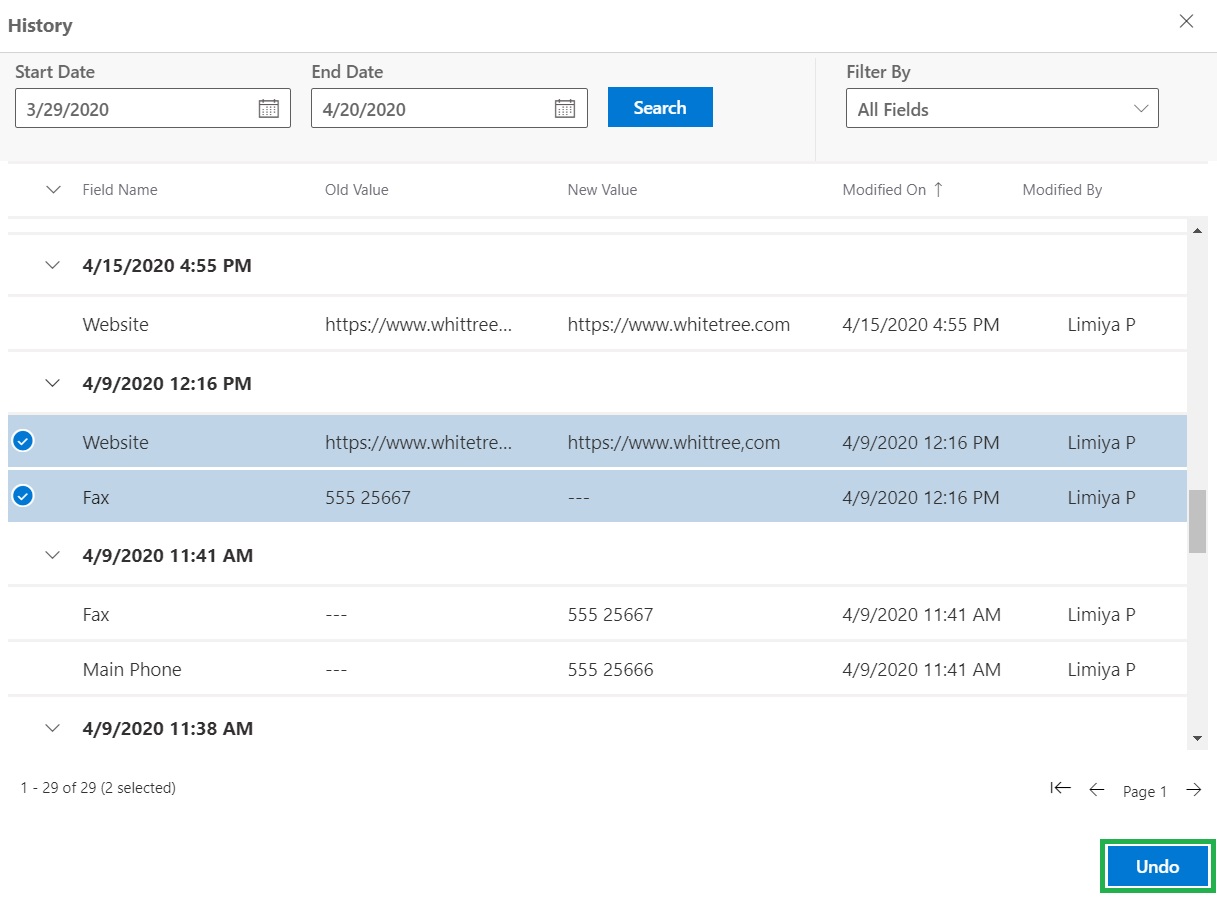 History
Start Date End Date Filter By
3/29/2020 4/20/2020 Search All Fields
Field Name Old Value New Value Modified On ↑ Modified By
4/15/2020 4:55 PM
Website https://www.whittree... https://www.whitetree.com 4/15/2020 4:55 PM Limiya P
4/9/2020 12:16 PM
Website https://www.whitetre... https://www.whittree,com 4/9/2020 12:16 PM Limiya P
Fax 555 25667 --- 4/9/2020 12:16 PM Limiya P
4/9/2020 11:41 AM
Fax --- 555 25667 4/9/2020 11:41 AM Limiya P
Main Phone --- 555 25666 4/9/2020 11:41 AM Limiya P
4/9/2020 11:38 AM
1 - 29 of 29 (2 selected) Page 1
Undo